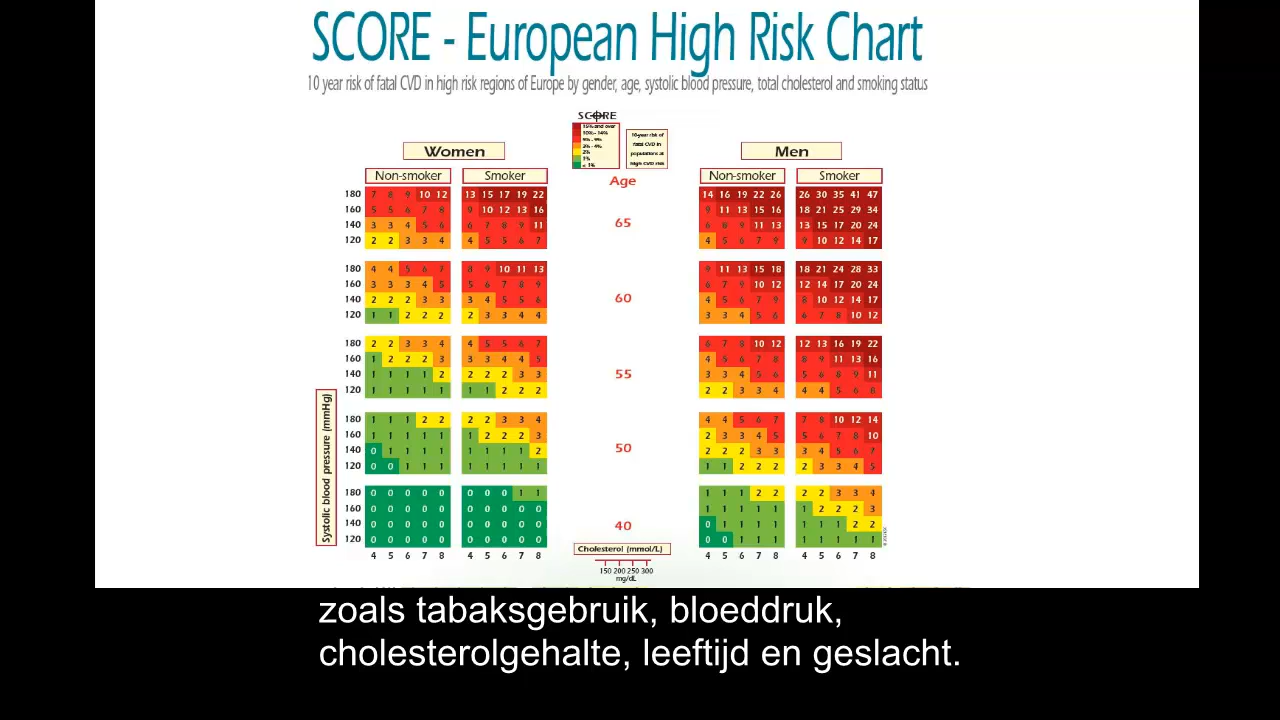 SCORE - European High Risk Chart
10 year risk of fatal CVD in high risk regions of Europe by gender, age, systolic blood pressure, total cholesterol and smoking status
SCORE
15% and over
10% - 14%
5% - 9%
3% - 4%
2%
1%
< 1%
10-year risk of
fatal CVD in
populations at
high CVD risk
Women Men
Non-smoker Smoker Age Non-smoker Smoker
180 7 8 9 10 12 13 15 17 19 22 14 16 19 22 26 26 30 35 41 47
160 5 5 6 7 8 9 10 12 13 16 65 9 11 13 15 16 18 21 25 29 34
140 3 3 4 5 6 6 7 8 9 11 6 8 9 11 13 13 15 17 20 24
120 2 2 3 3 4 4 5 5 6 7 4 5 6 7 9 9 10 12 14 17
180 4 4 5 6 7 8 9 10 11 13 9 11 13 15 18 18 21 24 28 33
160 3 3 3 4 5 5 6 7 8 9 60 6 7 9 10 12 12 14 17 20 24
140 2 2 2 3 3 3 4 5 5 6 4 5 6 7 9 8 10 12 14 17
120 1 1 2 2 2 2 3 3 4 4 3 3 4 5 6 6 7 8 10 12
180 2 2 3 3 4 4 5 5 6 7 6 7 8 10 12 12 13 16 19 22
160 1 2 2 2 3 3 3 4 4 5 55 4 5 6 7 8 8 9 11 13 16
140 1 1 1 1 2 2 2 2 3 3 3 3 4 5 6 5 6 8 9 11
120 1 1 1 1 1 1 1 2 2 2 2 2 3 3 4 4 4 5 6 8
180 1 1 1 2 2 2 2 3 3 4 4 4 5 6 7 7 8 10 12 14
160 1 1 1 1 1 1 2 2 2 3 50 2 3 3 4 5 5 6 7 8 10
140 0 1 1 1 1 1 1 1 1 2 2 2 2 3 3 3 4 5 6 7
120 0 0 1 1 1 1 1 1 1 1 1 1 2 2 2 2 3 3 4 5
180 0 0 0 0 0 0 0 0 1 1 1 1 1 2 2 2 2 3 3 4
160 0 0 0 0 0 0 0 0 0 0 1 1 1 1 1 1 2 2 2 3
140 0 0 0 0 0 0 0 0 0 0 40 0 1 1 1 1 1 1 1 2 2
120 0 0 0 0 0 0 0 0 0 0 0 0 1 1 1 1 1 1 1 1
4 5 6 7 8 4 5 6 7 8 4 5 6 7 8 4 5 6 7 8
Systolic blood pressure (mmHg)
Cholesterol (mmol/L)
150 200 250 300
mg/dL
zoals tabaksgebruik, bloeddruk,
cholesterolgehalte, leeftijd en geslacht.